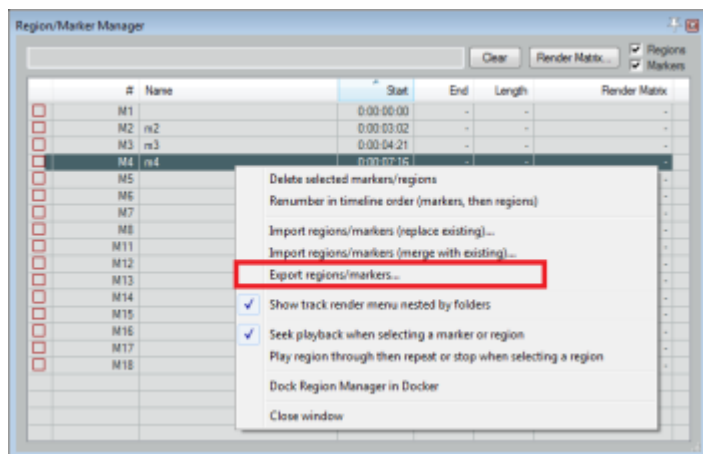 Region/Marker Manager
Clear Render Matrix... Regions
Markers
# Name Start End Length Render Matrix
M1 0:00:00:00 - - -
M2 m2 0:00:03:02 - - -
M3 m3 0:00:04:21 - - -
M4 m4 0:00:07:16 - - -
M5
M6
M7
M8
M11
M12
M13
M14
M15
M16
M17
M18
Delete selected markers/regions
Renumber in timeline order (markers, then regions)
Import regions/markers (replace existing)...
Import regions/markers (merge with existing)...
Export regions/markers...
Show track render menu nested by folders
Seek playback when selecting a marker or region
Play region through then repeat or stop when selecting a region
Dock Region Manager in Docker
Close window